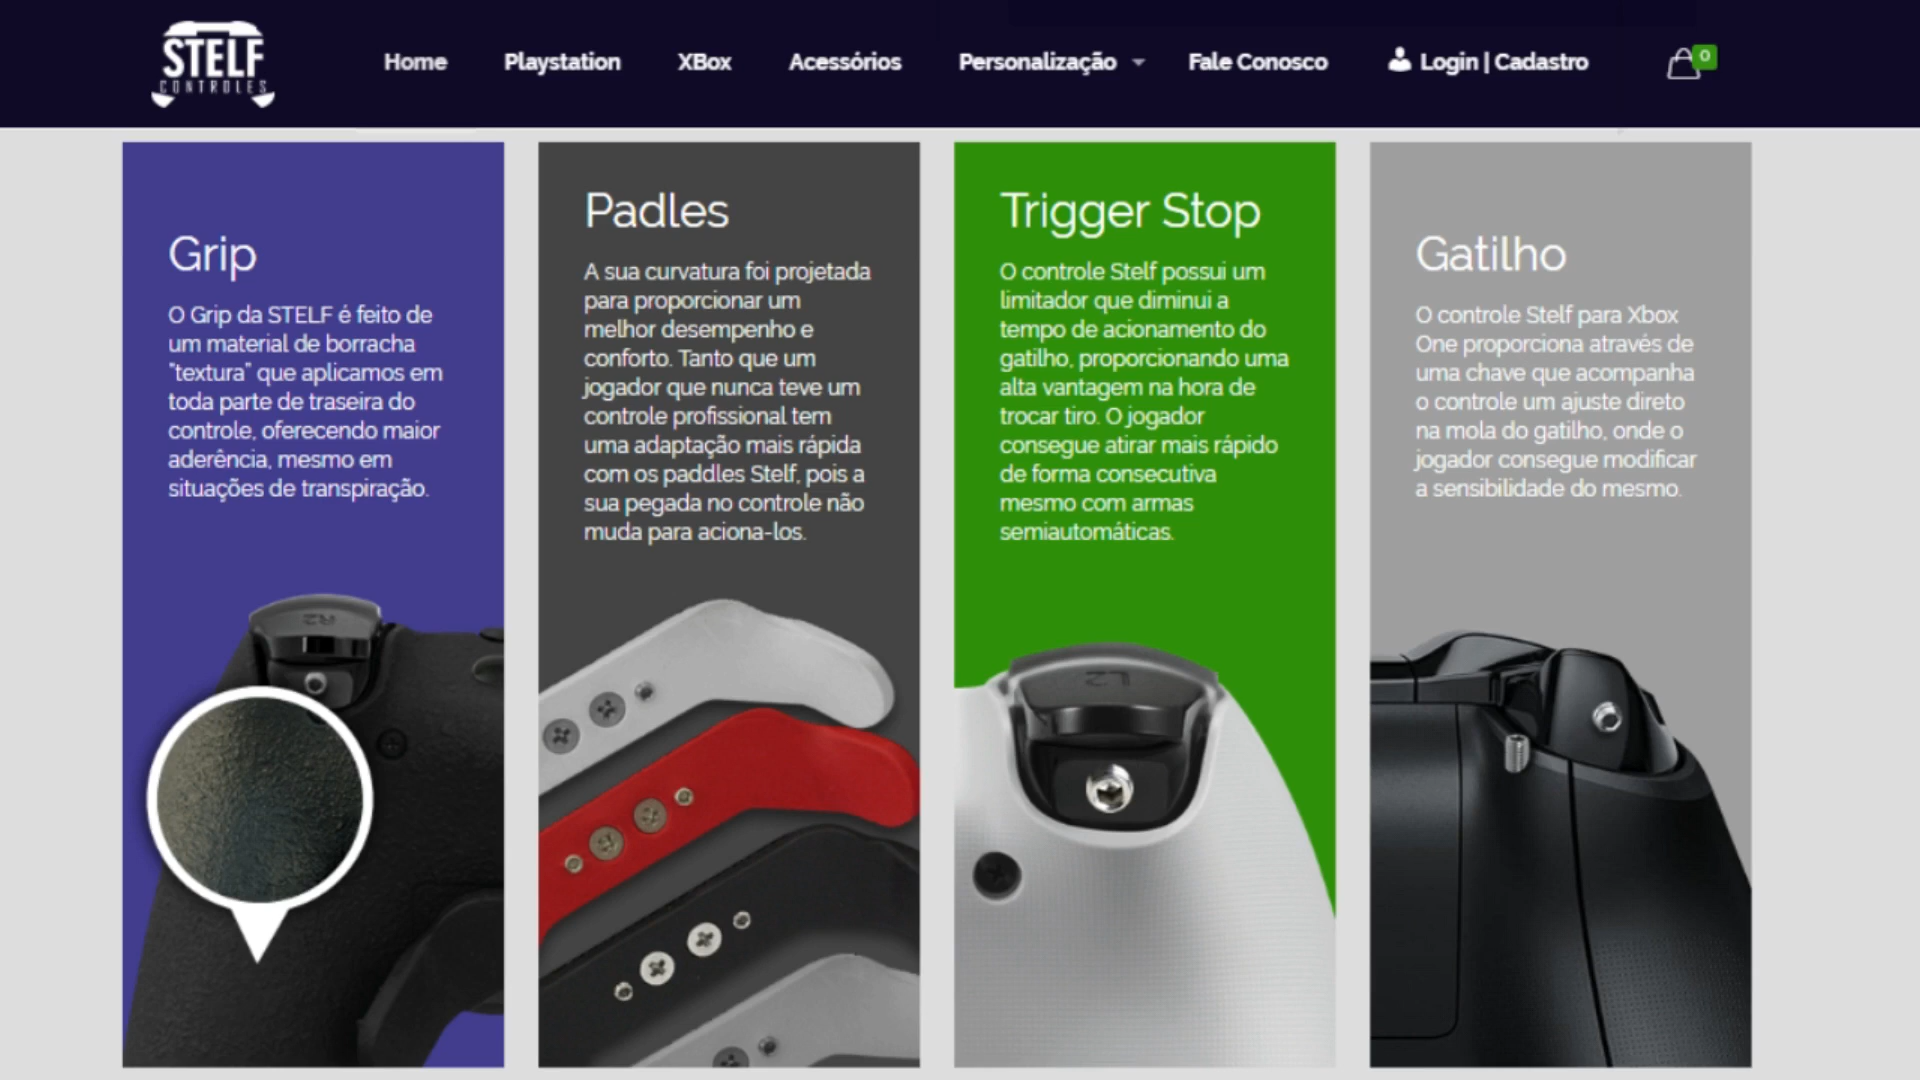 STELF
CONTROLES
Home
Playstation
XBox
Acessórios
Personalização
Fale Conosco
Login | Cadastro
0
Grip
O Grip da STELF é feito de
um material de borracha
"textura" que aplicamos em
toda parte de traseira do
controle, oferecendo maior
aderência, mesmo em
situações de transpiração.
R2
Padles
A sua curvatura foi projetada
para proporcionar um
melhor desempenho e
conforto. Tanto que um
jogador que nunca teve um
controle profissional tem
uma adaptação mais rápida
com os paddles Stelf, pois a
sua pegada no controle não
muda para aciona-los.
Trigger Stop
O controle Stelf possui um
limitador que diminui a
tempo de acionamento do
gatilho, proporcionando uma
alta vantagem na hora de
trocar tiro. O jogador
consegue atirar mais rápido
de forma consecutiva
mesmo com armas
semiautomáticas.
L2
Gatilho
O controle Stelf para Xbox
One proporciona através de
uma chave que acompanha
o controle um ajuste direto
na mola do gatilho, onde o
jogador consegue modificar
a sensibilidade do mesmo.